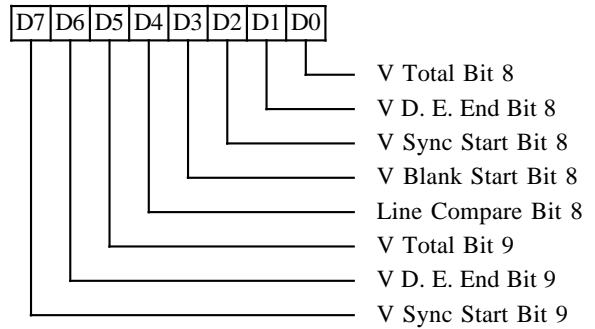 D7 D6 D5 D4 D3 D2 D1 D0
V Total Bit 8
V D. E. End Bit 8
V Sync Start Bit 8
V Blank Start Bit 8
Line Compare Bit 8
V Total Bit 9
V D. E. End Bit 9
V Sync Start Bit 9